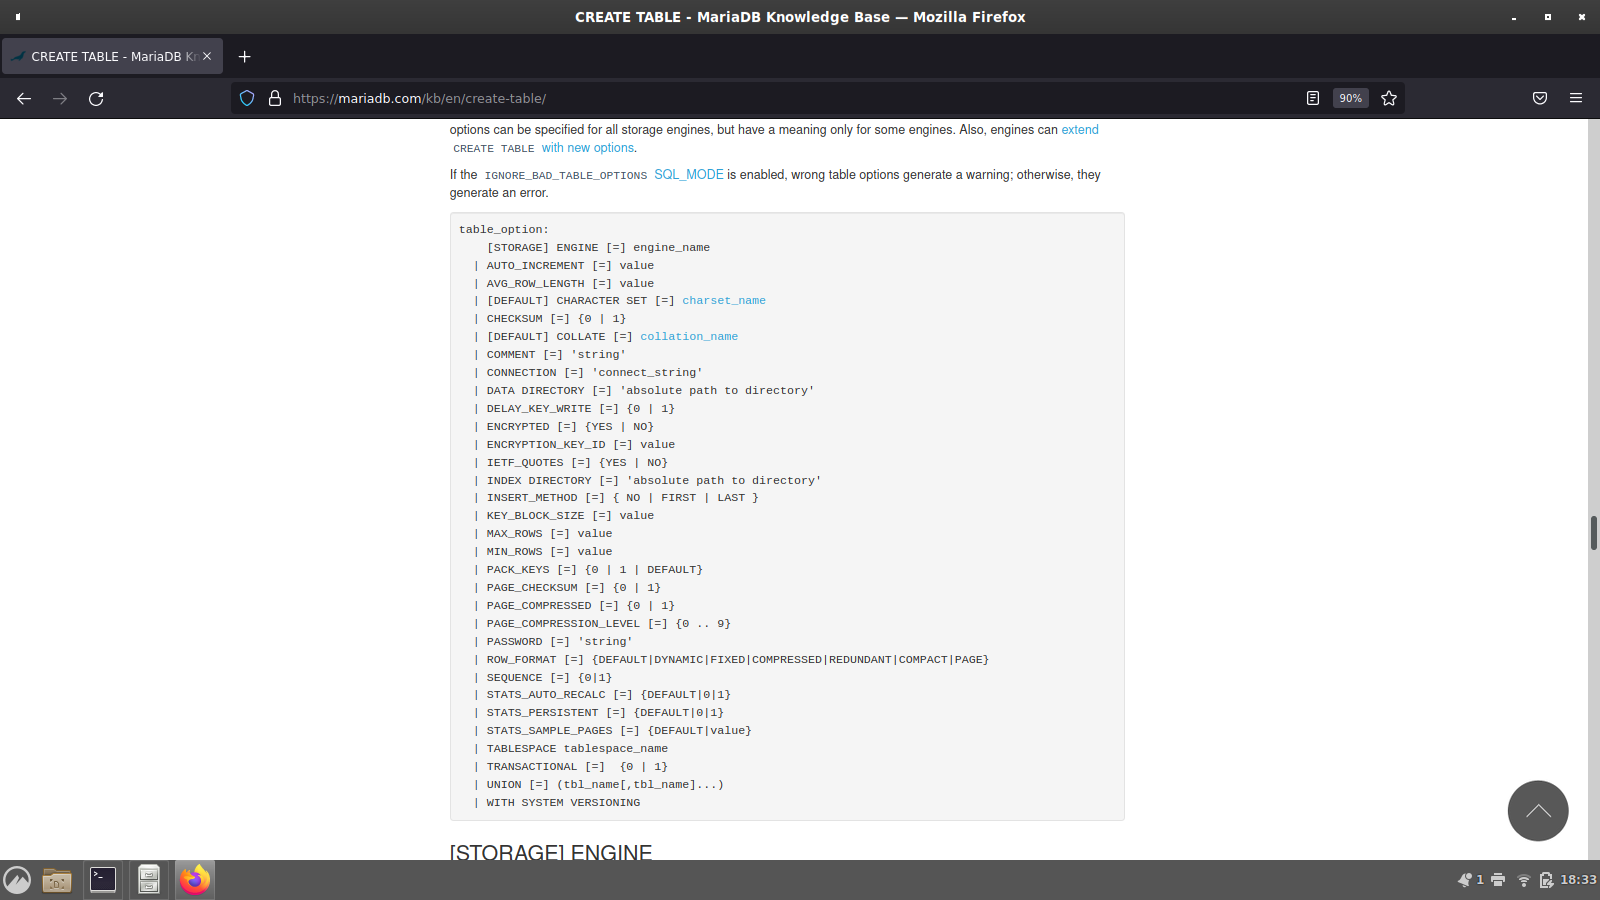 CREATE TABLE - MariaDB Knowledge Base — Mozilla Firefox
CREATE TABLE - MariaDB Kn
https://mariadb.com/kb/en/create-table/
90%
options can be specified for all storage engines, but have a meaning only for some engines. Also, engines can extend
CREATE TABLE with new options.
If the IGNORE_BAD_TABLE_OPTIONS SQL_MODE is enabled, wrong table options generate a warning; otherwise, they
generate an error.
table_option:
[STORAGE] ENGINE [=] engine_name
| AUTO_INCREMENT [=] value
| AVG_ROW_LENGTH [=] value
| [DEFAULT] CHARACTER SET [=] charset_name
| CHECKSUM [=] {0 | 1}
| [DEFAULT] COLLATE [=] collation_name
| COMMENT [=] 'string'
| CONNECTION [=] 'connect_string'
| DATA DIRECTORY [=] 'absolute path to directory'
| DELAY_KEY_WRITE [=] {0 | 1}
| ENCRYPTED [=] {YES | NO}
| ENCRYPTION_KEY_ID [=] value
| IETF_QUOTES [=] {YES | NO}
| INDEX DIRECTORY [=] 'absolute path to directory'
| INSERT_METHOD [=] { NO | FIRST | LAST }
| KEY_BLOCK_SIZE [=] value
| MAX_ROWS [=] value
| MIN_ROWS [=] value
| PACK_KEYS [=] {0 | 1 | DEFAULT}
| PAGE_CHECKSUM [=] {0 | 1}
| PAGE_COMPRESSED [=] {0 | 1}
| PAGE_COMPRESSION_LEVEL [=] {0 .. 9}
| PASSWORD [=] 'string'
| ROW_FORMAT [=] {DEFAULT|DYNAMIC|FIXED|COMPRESSED|REDUNDANT|COMPACT|PAGE}
| SEQUENCE [=] {0|1}
| STATS_AUTO_RECALC [=] {DEFAULT|0|1}
| STATS_PERSISTENT [=] {DEFAULT|0|1}
| STATS_SAMPLE_PAGES [=] {DEFAULT|value}
| TABLESPACE tablespace_name
| TRANSACTIONAL [=]  {0 | 1}
| UNION [=] (tbl_name[,tbl_name]...)
| WITH SYSTEM VERSIONING
[STORAGE] ENGINE
1
18:33